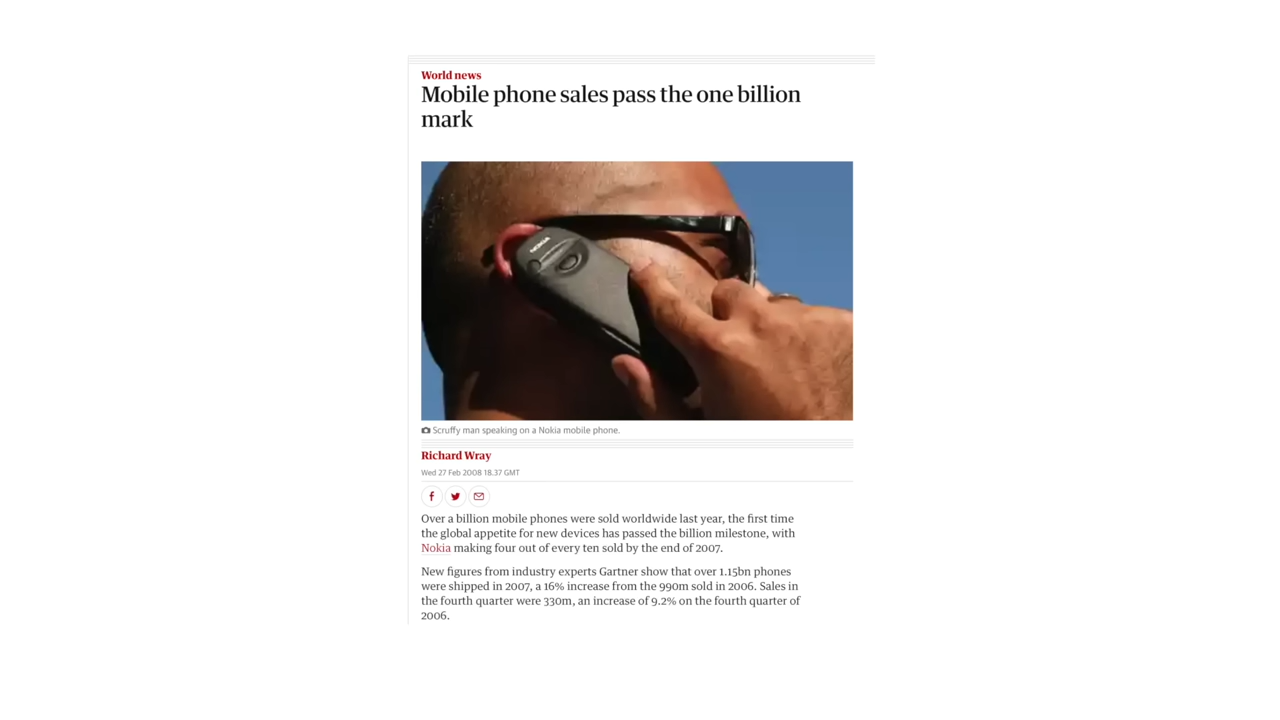 World news
Mobile phone sales pass the one billion
mark
NOKIA
Scruffy man speaking on a Nokia mobile phone.
Richard Wray
Wed 27 Feb 2008 18.37 GMT
Over a billion mobile phones were sold worldwide last year, the first time
the global appetite for new devices has passed the billion milestone, with
Nokia making four out of every ten sold by the end of 2007.
New figures from industry experts Gartner show that over 1.15bn phones
were shipped in 2007, a 16% increase from the 990m sold in 2006. Sales in
the fourth quarter were 330m, an increase of 9.2% on the fourth quarter of
2006.